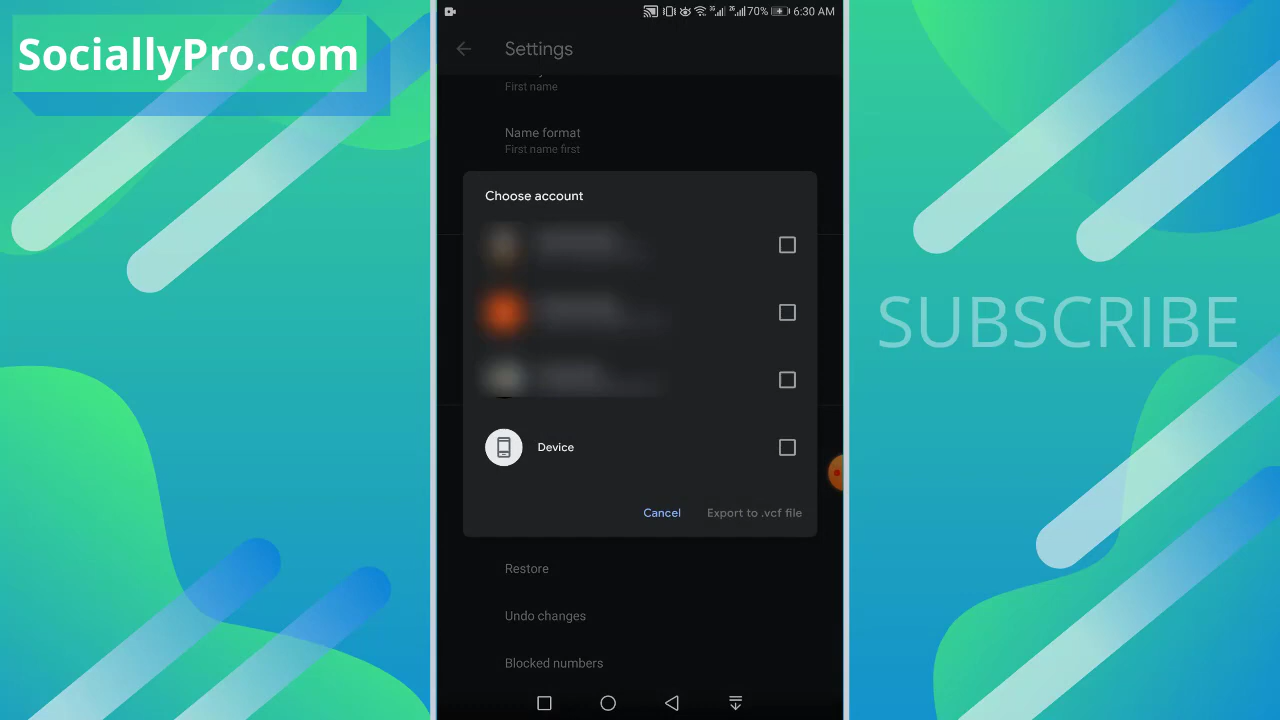 SociallyPro.com
70% 6:30 AM
Settings
First name
Name format
First name first
Choose account
Device
Cancel Export to .vcf file
Restore
Undo changes
Blocked numbers
SUBSCRIBE